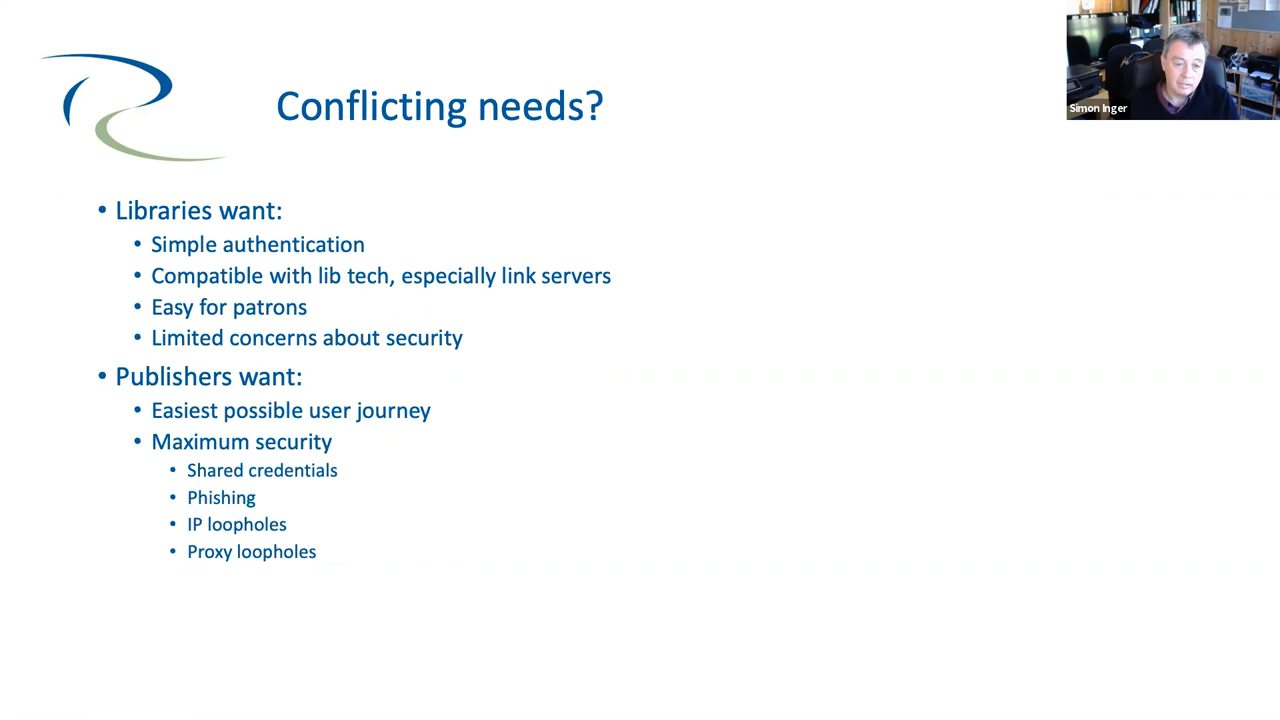 Simon Inger
Conflicting needs?
• Libraries want:
• Simple authentication
• Compatible with lib tech, especially link servers
• Easy for patrons
• Limited concerns about security
• Publishers want:
• Easiest possible user journey
• Maximum security
• Shared credentials
• Phishing
• IP loopholes
• Proxy loopholes